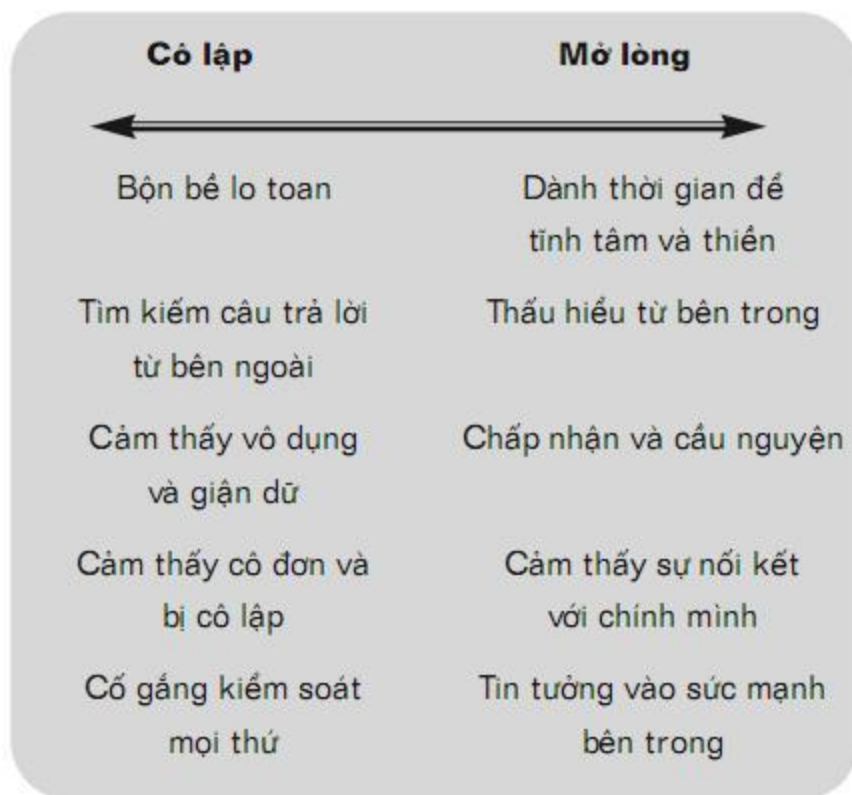 Cô lập
Mở lòng
Bộn bề lo toan
Dành thời gian để
tĩnh tâm và thiền
Tìm kiếm câu trả lời
từ bên ngoài
Thấu hiểu từ bên trong
Cảm thấy vô dụng
và giận dữ
Chấp nhận và cầu nguyện
Cảm thấy cô đơn và
bị cô lập
Cảm thấy sự nối kết
với chính mình
Cố gắng kiểm soát
mọi thứ
Tin tưởng vào sức mạnh
bên trong